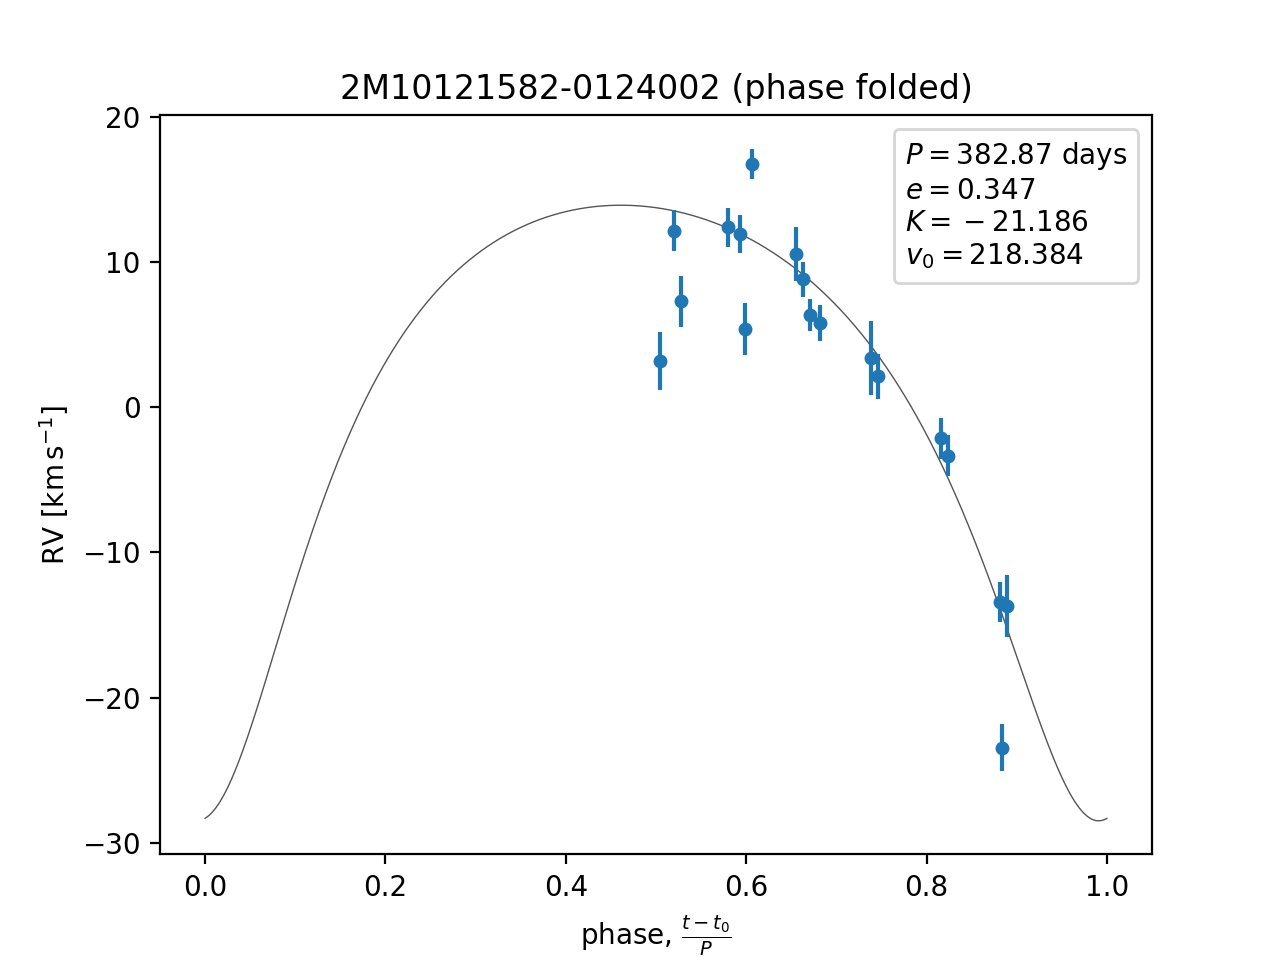 2M10121582-0124002 (phase folded)
P = 382.87 days
e = 0.347
K = −21.186
v₀ = 218.384
20
10
0
−10
−20
−30
RV [km s⁻¹]
0.0 0.2 0.4 0.6 0.8 1.0
phase, (t − t₀)/P